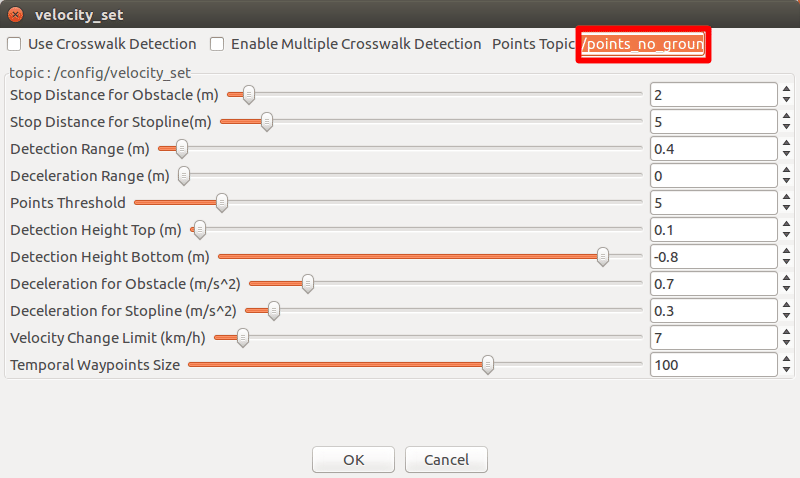 velocity_set
Use Crosswalk Detection Enable Multiple Crosswalk Detection Points Topic /points_no_groun
topic:/config/velocity_set
Stop Distance for Obstacle (m) 2
Stop Distance for Stopline(m) 5
Detection Range (m) 0.4
Deceleration Range (m) 0
Points Threshold 5
Detection Height Top (m) 0.1
Detection Height Bottom (m) -0.8
Deceleration for Obstacle (m/s^2) 0.7
Deceleration for Stopline (m/s^2) 0.3
Velocity Change Limit (km/h) 7
Temporal Waypoints Size 100
OK Cancel